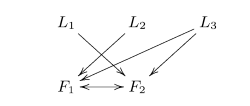 L₁ L₂ L₃
F₁ F₂